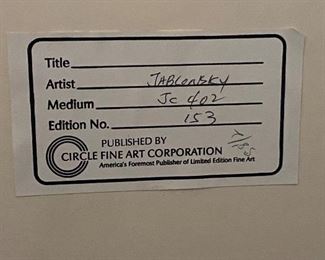 Title
Artist JABLONSKY
Medium JC 402
Edition No. 153
PUBLISHED BY
CIRCLE FINE ART CORPORATION
America's Foremost Publisher of Limited Edition Fine Art